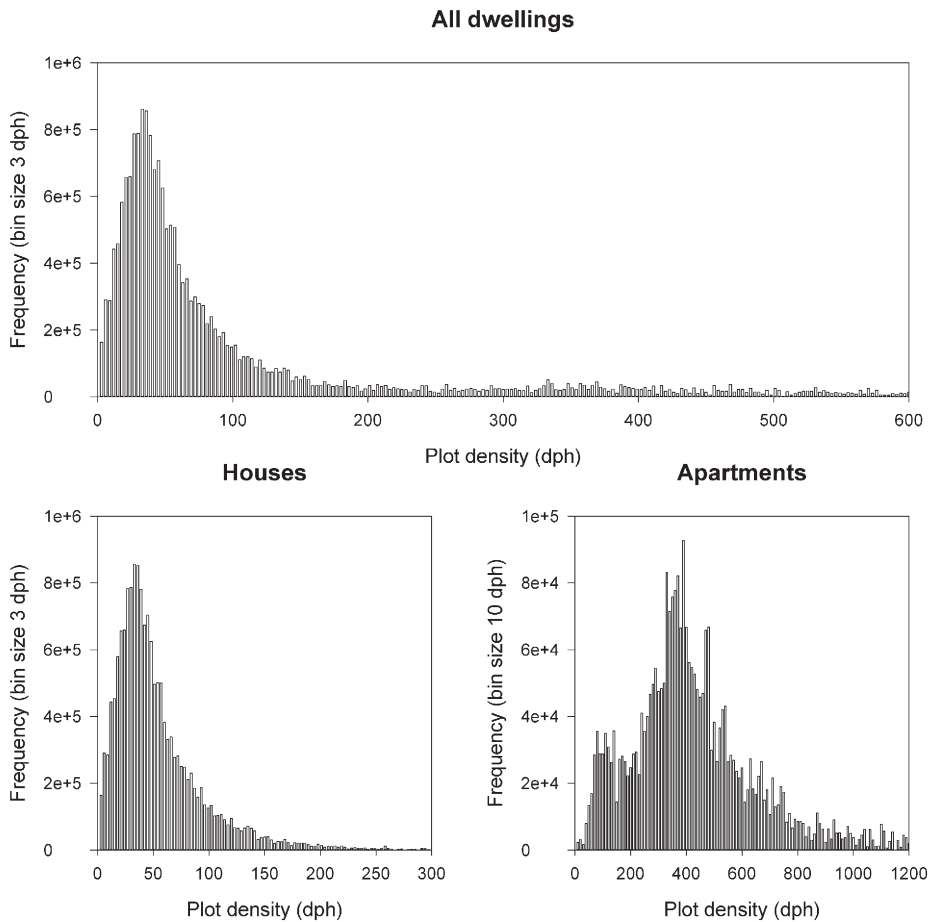 All dwellings
Frequency (bin size 3 dph)
1e+6
8e+5
6e+5
4e+5
2e+5
0
0 100 200 300 400 500 600
Plot density (dph)
Houses
Frequency (bin size 3 dph)
1e+6
8e+5
6e+5
4e+5
2e+5
0
0 50 100 150 200 250 300
Plot density (dph)
Apartments
Frequency (bin size 10 dph)
1e+5
8e+4
6e+4
4e+4
2e+4
0
0 200 400 600 800 1000 1200
Plot density (dph)